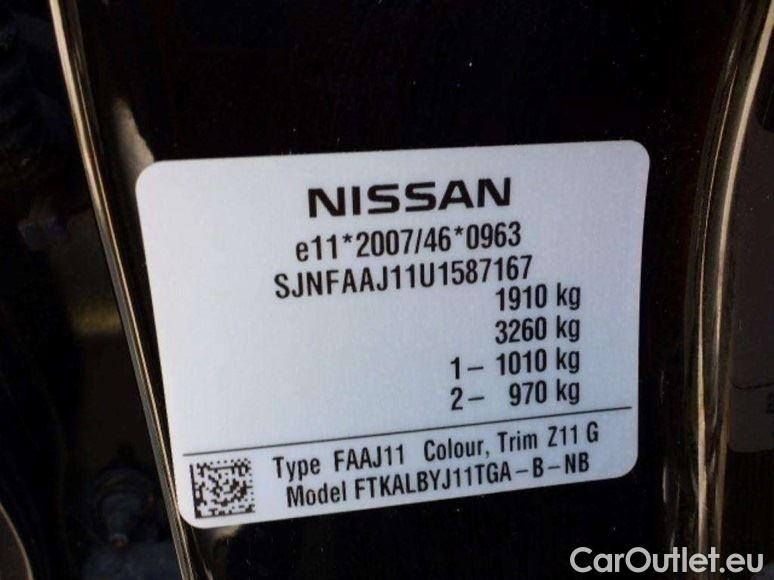 NISSAN
e11*2007/46*0963
SJNFAAJ11U1587167
1910 kg
3260 kg
1- 1010 kg
2- 970 kg
Type FAAJ11 Colour, Trim Z11 G
Model FTKALBYJ11TGA-B-NB
CarOutlet.eu